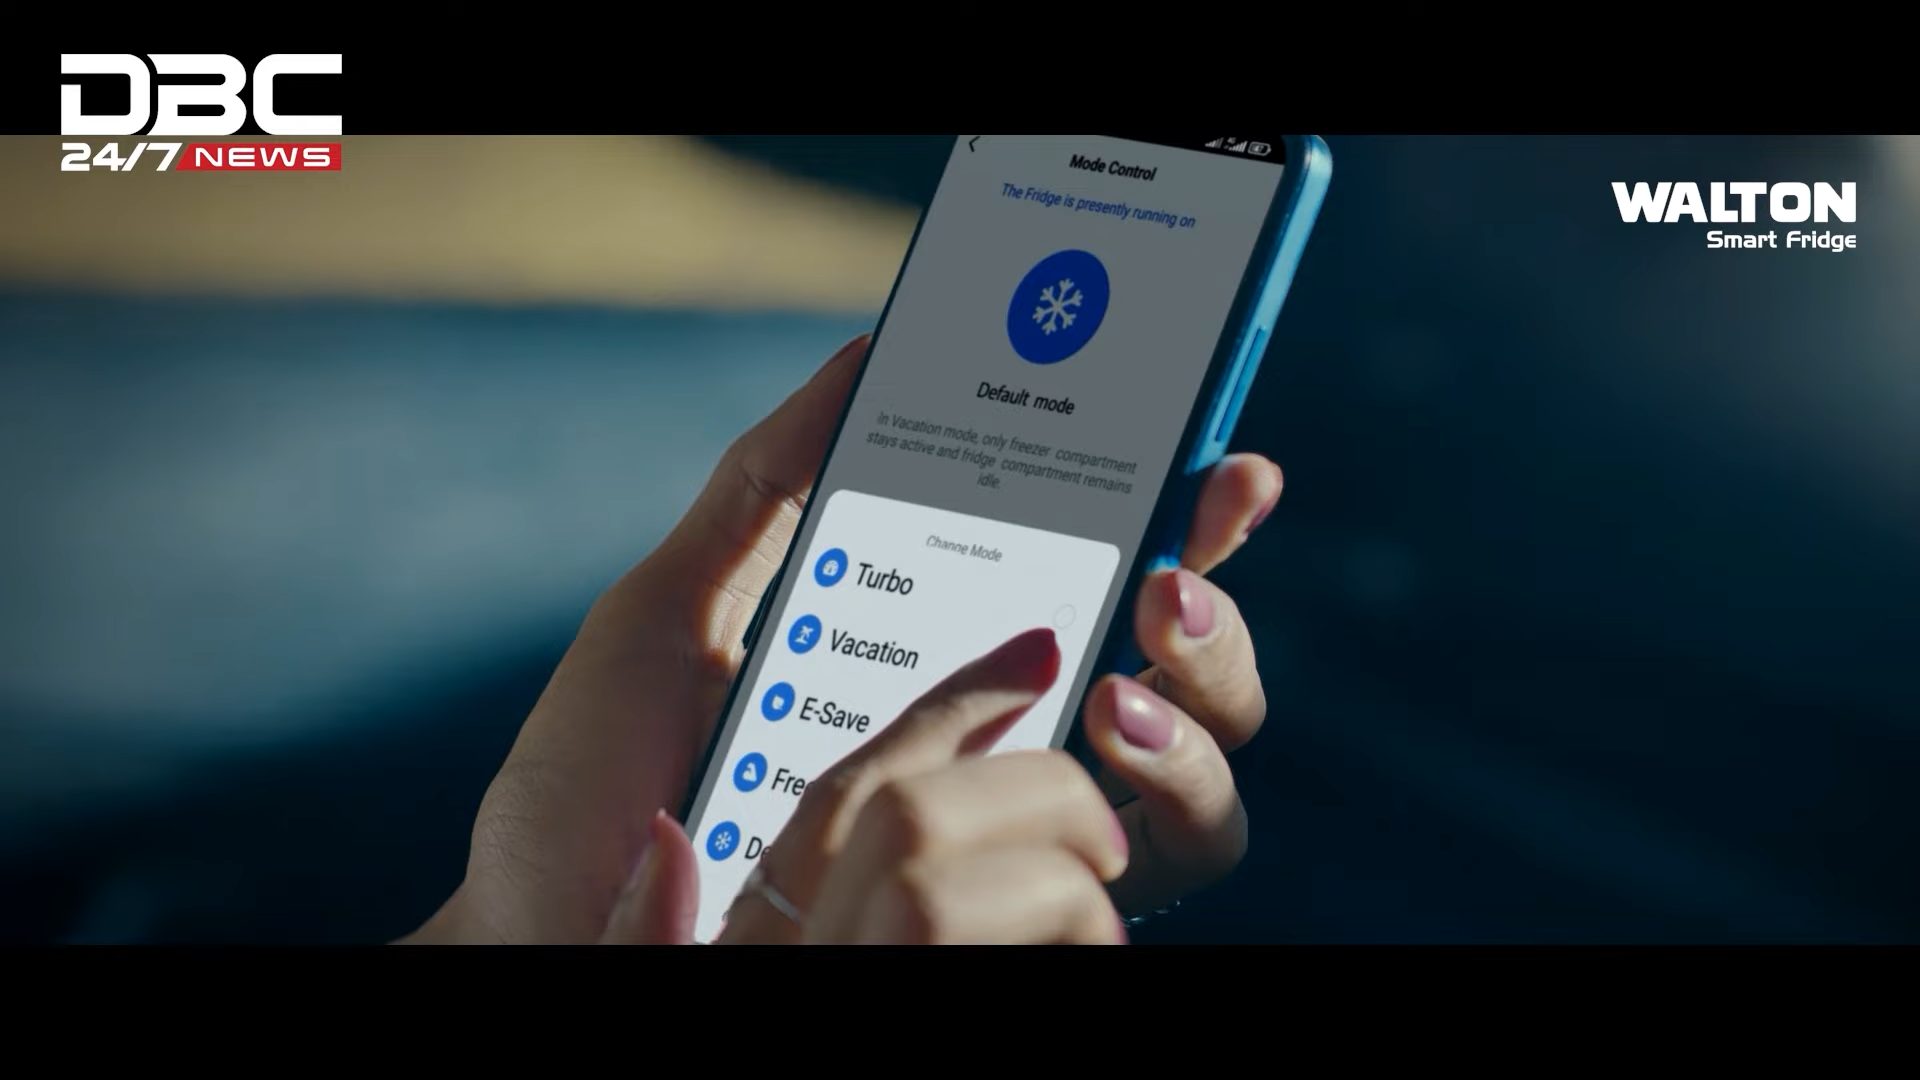 DBC
24/7 NEWS
WALTON
Smart Fridge
Mode Control
The Fridge is presently running on
Default mode
In Vacation mode, only freezer compartment
stays active and fridge compartment remains
idle.
Change Mode
Turbo
Vacation
E-Save